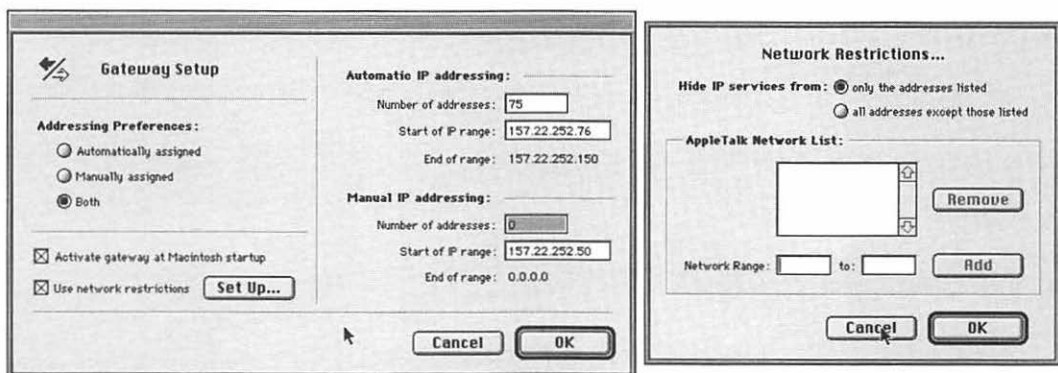 Gateway Setup
Addressing Preferences:
Automatically assigned
Manually assigned
Both
Activate gateway at Macintosh startup
Use network restrictions Set Up...
Automatic IP addressing:
Number of addresses: 75
Start of IP range: 157.22.252.76
End of range: 157.22.252.150
Manual IP addressing:
Number of addresses: 0
Start of IP range: 157.22.252.50
End of range: 0.0.0.0
Cancel OK
Network Restrictions...
Hide IP services from: only the addresses listed
all addresses except those listed
AppleTalk Network List:
Remove
Network Range: to: Add
Cancel OK